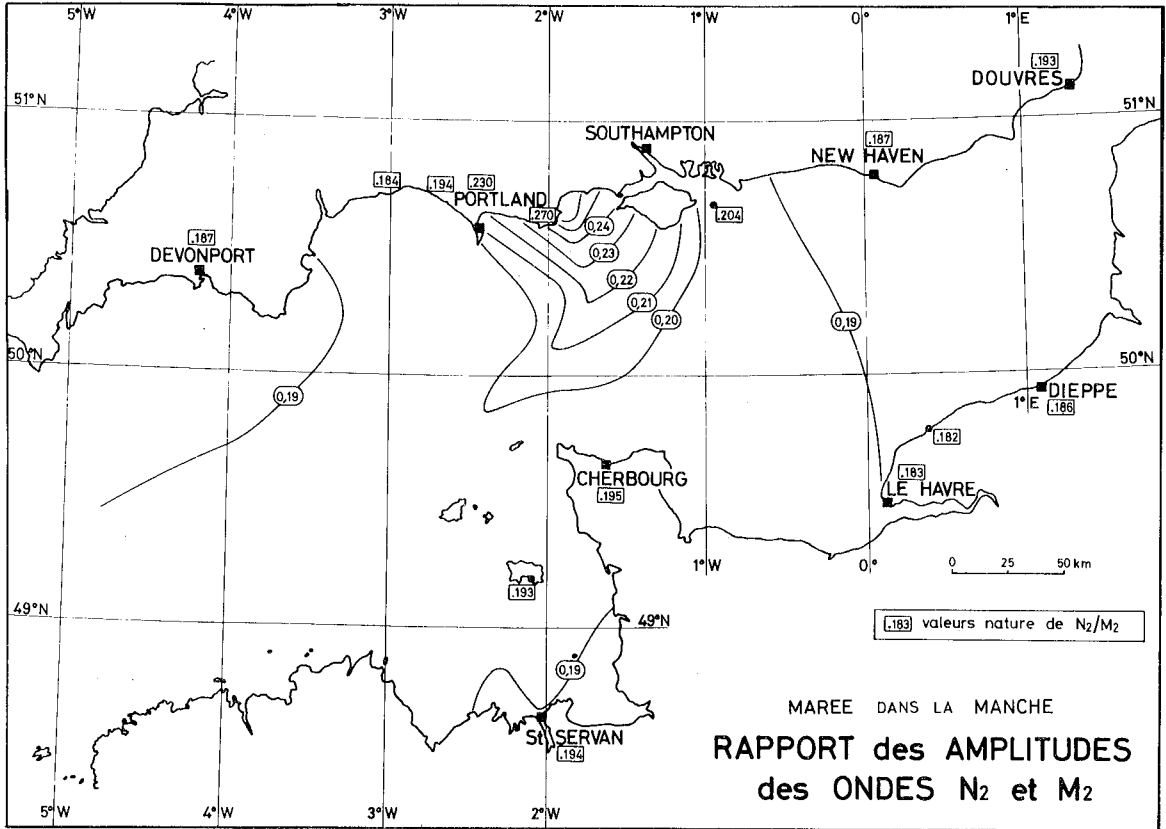 5°W 4°W 3°W 2°W 1°W 0° 1°E
51°N
51°N
.193
DOUVRES
SOUTHAMPTON
.187
NEW HAVEN
.184
.194
.230
PORTLAND
.270
.204
0,24
0,23
0,22
0,21
0,20
.187
DEVONPORT
0,19
50°N
50°N
0,19
DIEPPE
1°E
.186
.182
CHERBOURG
.195
.183
LE HAVRE
1°W
0°
0 25 50 km
.193
49°N
49°N
.183 valeurs nature de N2/M2
0,19
St SERVAN
.194
MAREE DANS LA MANCHE
RAPPORT des AMPLITUDES
des ONDES N2 et M2
5°W 4°W 3°W 2°W